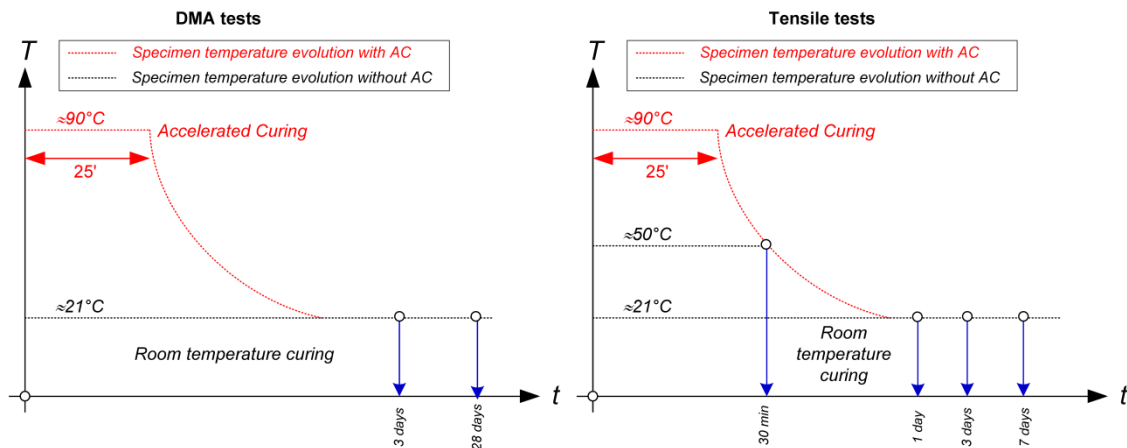 DMA tests
T
Specimen temperature evolution with AC
Specimen temperature evolution without AC
≈90°C
Accelerated Curing
25'
≈21°C
Room temperature curing
t
3 days
28 days
Tensile tests
T
Specimen temperature evolution with AC
Specimen temperature evolution without AC
≈90°C
Accelerated Curing
25'
≈50°C
≈21°C
Room
temperature
curing
t
30 min
1 day
3 days
7 days